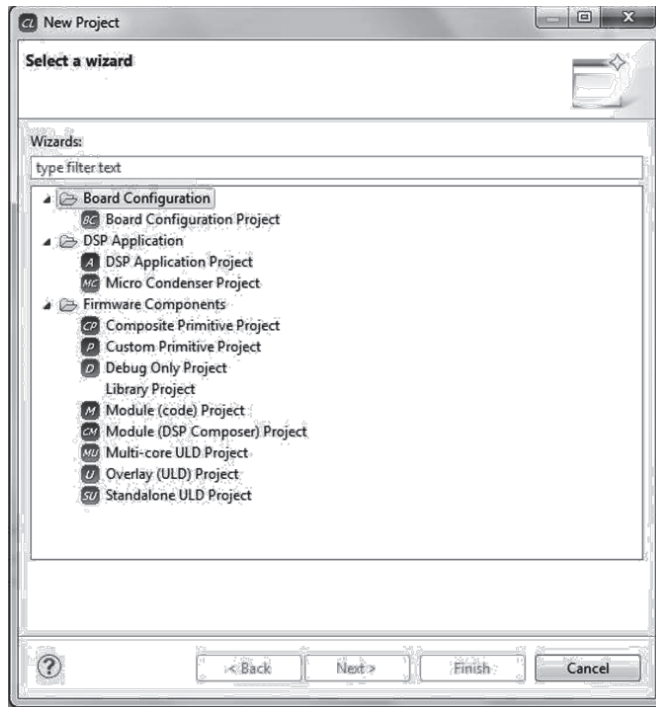 CL New Project
Select a wizard
Wizards:
type filter text
Board Configuration
BC Board Configuration Project
DSP Application
A DSP Application Project
MC Micro Condenser Project
Firmware Components
CP Composite Primitive Project
P Custom Primitive Project
D Debug Only Project
Library Project
M Module (code) Project
CM Module (DSP Composer) Project
MU Multi-core ULD Project
U Overlay (ULD) Project
SU Standalone ULD Project
? < Back Next > Finish Cancel